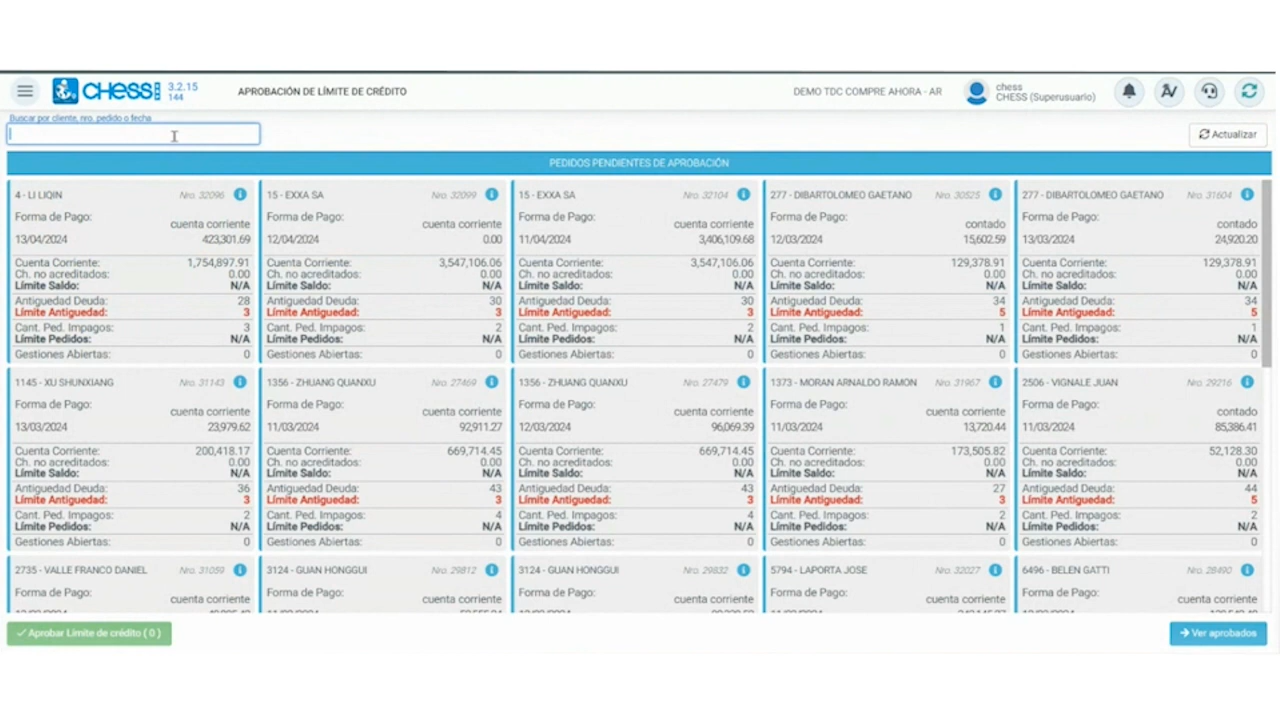 CHESS ERP 3.2.15 144
APROBACIÓN DE LÍMITE DE CRÉDITO
DEMO TDC COMPRE AHORA - AR
chess
CHESS (Superusuario)
Buscar por cliente, nro. pedido o fecha
Actualizar
PEDIDOS PENDIENTES DE APROBACIÓN
4 - LI LIQIN Nro. 32096
Forma de Pago: cuenta corriente
13/04/2024 423,301.69
Cuenta Corriente: 1,754,897.91
Ch. no acreditados: 0.00
Límite Saldo: N/A
Antiguedad Deuda: 28
Límite Antiguedad: 3
Cant. Ped. Impagos: 3
Límite Pedidos: N/A
Gestiones Abiertas: 0
15 - EXXA SA Nro. 32099
Forma de Pago: cuenta corriente
12/04/2024 0.00
Cuenta Corriente: 3,547,106.06
Ch. no acreditados: 0.00
Límite Saldo: N/A
Antiguedad Deuda: 30
Límite Antiguedad: 3
Cant. Ped. Impagos: 2
Límite Pedidos: N/A
Gestiones Abiertas: 0
15 - EXXA SA Nro. 32104
Forma de Pago: cuenta corriente
11/04/2024 3,406,109.68
Cuenta Corriente: 3,547,106.06
Ch. no acreditados: 0.00
Límite Saldo: N/A
Antiguedad Deuda: 30
Límite Antiguedad: 3
Cant. Ped. Impagos: 2
Límite Pedidos: N/A
Gestiones Abiertas: 0
277 - DIBARTOLOMEO GAETANO Nro. 30525
Forma de Pago: contado
12/03/2024 15,602.59
Cuenta Corriente: 129,378.91
Ch. no acreditados: 0.00
Límite Saldo: N/A
Antiguedad Deuda: 34
Límite Antiguedad: 5
Cant. Ped. Impagos: 1
Límite Pedidos: N/A
Gestiones Abiertas: 0
277 - DIBARTOLOMEO GAETANO Nro. 31604
Forma de Pago: contado
13/03/2024 24,920.20
Cuenta Corriente: 129,378.91
Ch. no acreditados: 0.00
Límite Saldo: N/A
Antiguedad Deuda: 34
Límite Antiguedad: 5
Cant. Ped. Impagos: 1
Límite Pedidos: N/A
Gestiones Abiertas: 0
1145 - XU SHUNXIANG Nro. 31143
Forma de Pago: cuenta corriente
13/03/2024 23,979.62
Cuenta Corriente: 200,418.17
Ch. no acreditados: 0.00
Límite Saldo: N/A
Antiguedad Deuda: 36
Límite Antiguedad: 3
Cant. Ped. Impagos: 2
Límite Pedidos: N/A
Gestiones Abiertas: 0
1356 - ZHUANG QUANXU Nro. 27469
Forma de Pago: cuenta corriente
11/03/2024 92,911.27
Cuenta Corriente: 669,714.45
Ch. no acreditados: 0.00
Límite Saldo: N/A
Antiguedad Deuda: 43
Límite Antiguedad: 3
Cant. Ped. Impagos: 4
Límite Pedidos: N/A
Gestiones Abiertas: 0
1356 - ZHUANG QUANXU Nro. 27479
Forma de Pago: cuenta corriente
12/03/2024 96,069.39
Cuenta Corriente: 669,714.45
Ch. no acreditados: 0.00
Límite Saldo: N/A
Antiguedad Deuda: 43
Límite Antiguedad: 3
Cant. Ped. Impagos: 4
Límite Pedidos: N/A
Gestiones Abiertas: 0
1373 - MORAN ARNALDO RAMON Nro. 31967
Forma de Pago: cuenta corriente
11/03/2024 13,720.44
Cuenta Corriente: 173,505.82
Ch. no acreditados: 0.00
Límite Saldo: N/A
Antiguedad Deuda: 27
Límite Antiguedad: 3
Cant. Ped. Impagos: 2
Límite Pedidos: N/A
Gestiones Abiertas: 0
2506 - VIGNALE JUAN Nro. 29216
Forma de Pago: contado
11/03/2024 85,386.41
Cuenta Corriente: 52,128.30
Ch. no acreditados: 0.00
Límite Saldo: N/A
Antiguedad Deuda: 44
Límite Antiguedad: 5
Cant. Ped. Impagos: 2
Límite Pedidos: N/A
Gestiones Abiertas: 0
2735 - VALLE FRANCO DANIEL Nro. 31059
Forma de Pago: cuenta corriente
3124 - GUAN HONGGUI Nro. 29812
Forma de Pago: cuenta corriente
3124 - GUAN HONGGUI Nro. 29832
Forma de Pago: cuenta corriente
5794 - LAPORTA JOSE Nro. 32027
Forma de Pago: cuenta corriente
6496 - BELEN GATTI Nro. 28490
Forma de Pago: cuenta corriente
Aprobar Límite de crédito ( 0 )
Ver aprobados